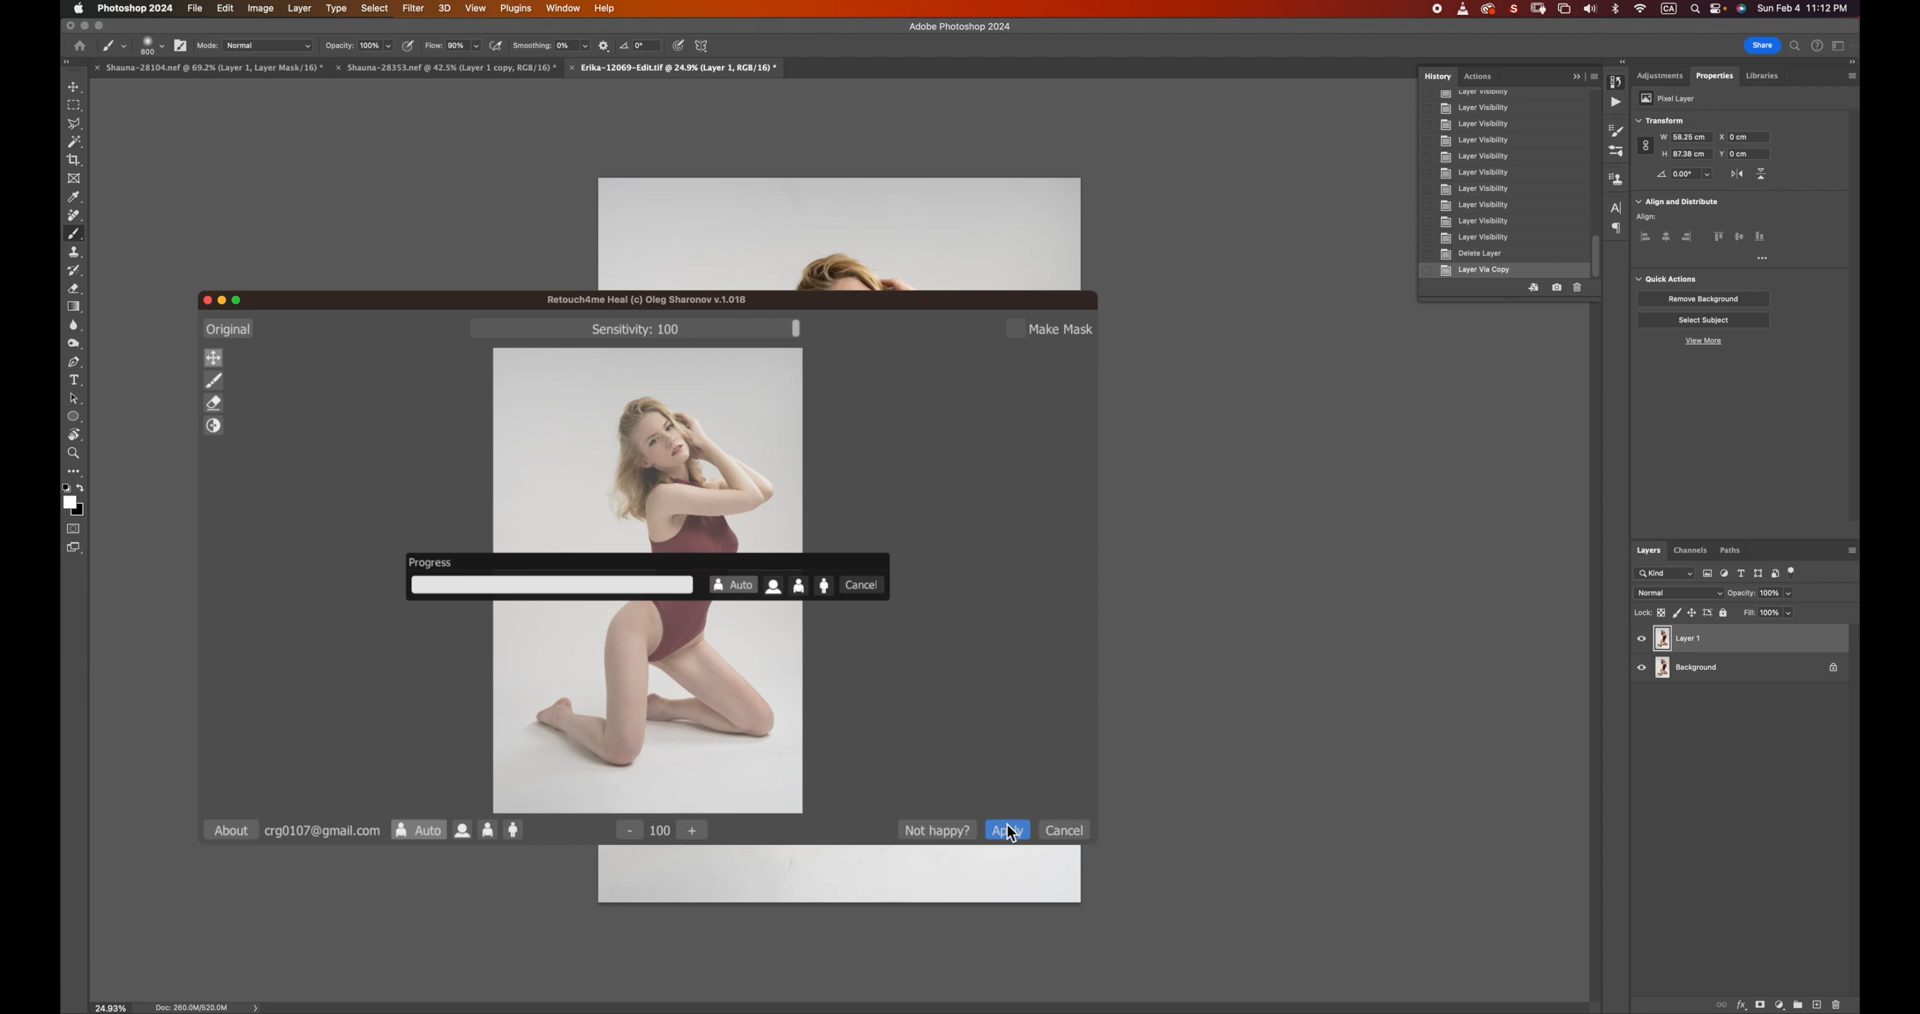 Photoshop 2024 File Edit Image Layer Type Select Filter 3D View Plugins Window Help
CA Sun Feb 4 11:12 PM
Adobe Photoshop 2024
800 Mode: Normal Opacity: 100% Flow: 90% Smoothing: 0% 0° Share
Shauna-28104.nef @ 69.2% (Layer 1, Layer Mask/16) * Shauna-28353.nef @ 42.5% (Layer 1 copy, RGB/16) * Erika-12069-Edit.tif @ 24.9% (Layer 1, RGB/16) *
History Actions
Layer Visibility
Layer Visibility
Layer Visibility
Layer Visibility
Layer Visibility
Layer Visibility
Layer Visibility
Layer Visibility
Layer Visibility
Layer Visibility
Delete Layer
Layer Via Copy
Adjustments Properties Libraries
Pixel Layer
Transform
W 58.25 cm X 0 cm
H 87.38 cm Y 0 cm
0.00°
Align and Distribute
Align:
Quick Actions
Remove Background
Select Subject
View More
Retouch4me Heal (c) Oleg Sharonov v.1.018
Original Sensitivity: 100 Make Mask
Progress
Auto Cancel
About crg0107@gmail.com Auto - 100 + Not happy? Apply Cancel
Layers Channels Paths
Kind
Normal Opacity: 100%
Lock: Fill: 100%
Layer 1
Background
24.93% Doc: 260.0M/520.0M